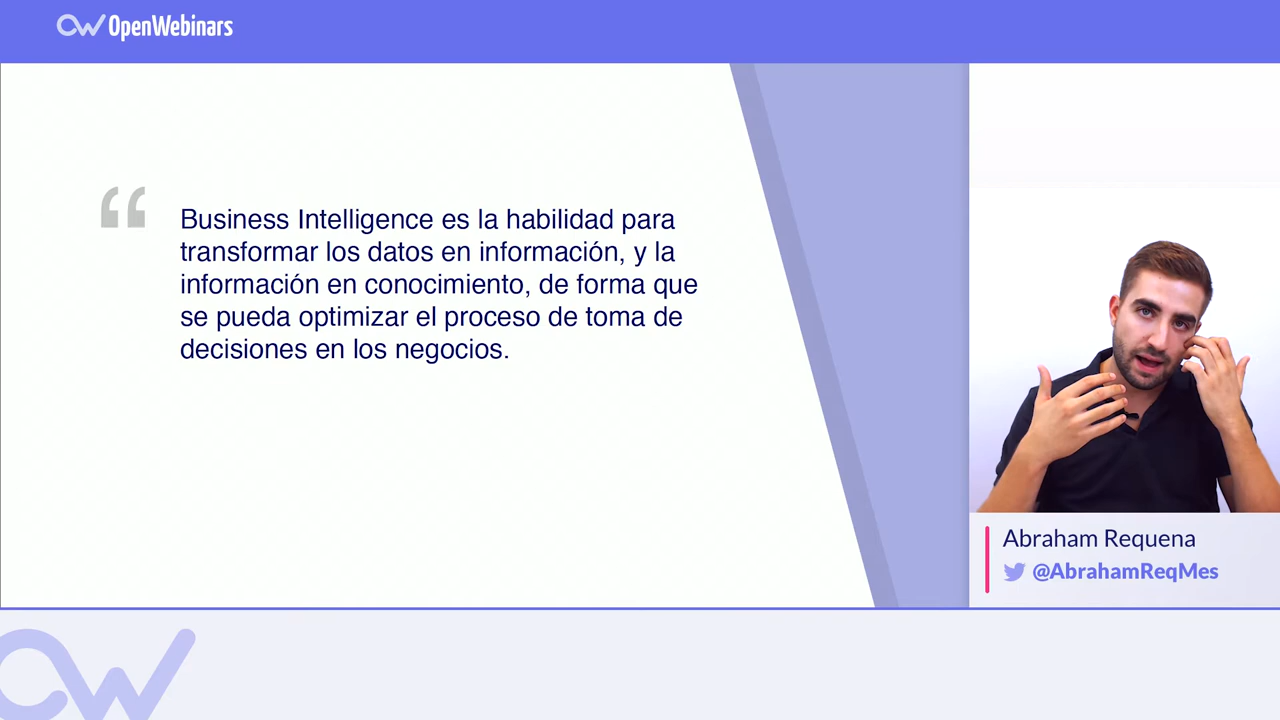 OpenWebinars
Business Intelligence es la habilidad para
transformar los datos en información, y la
información en conocimiento, de forma que
se pueda optimizar el proceso de toma de
decisiones en los negocios.
Abraham Requena
@AbrahamReqMes